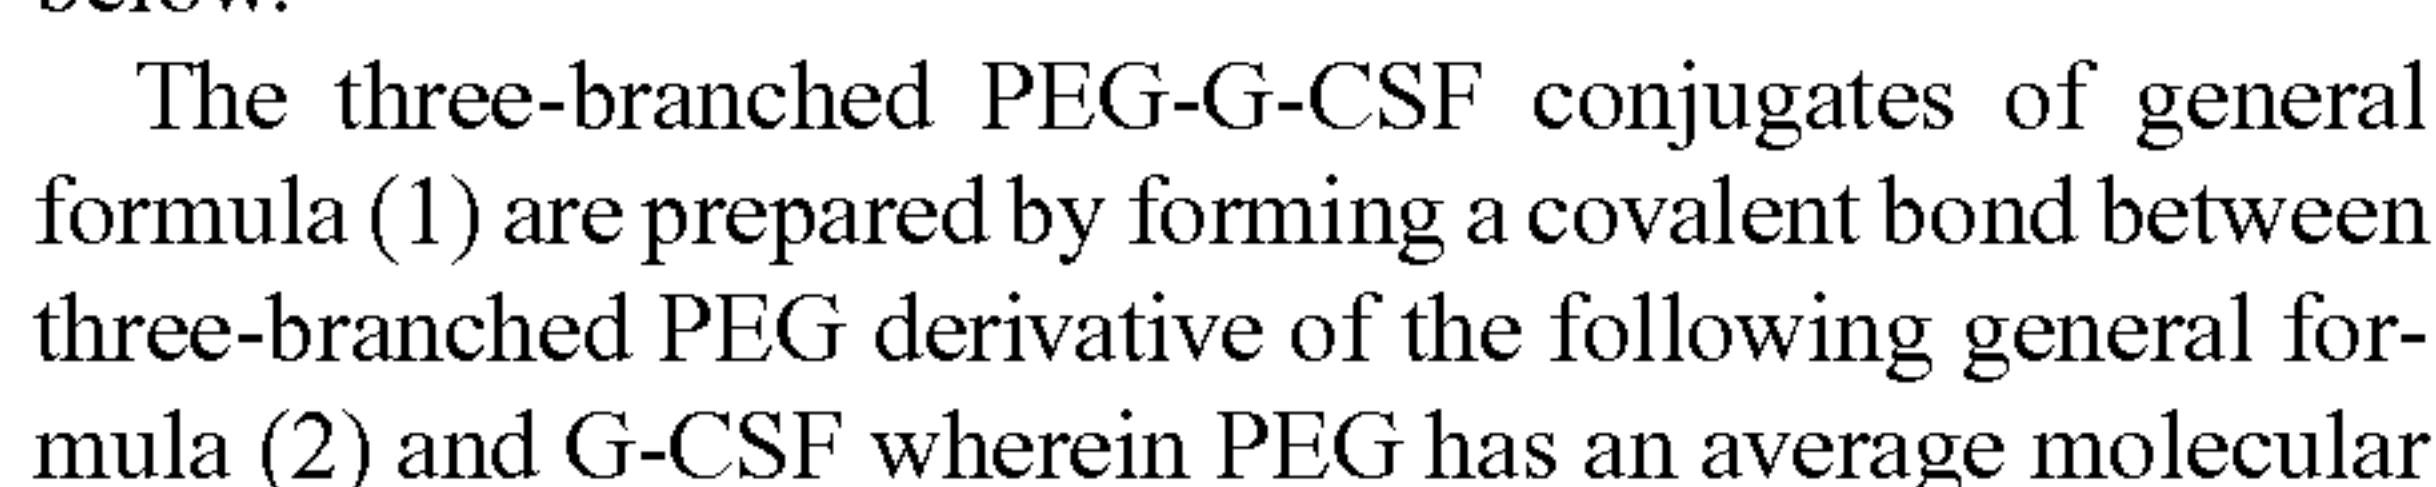 below.
The three-branched PEG-G-CSF conjugates of general
formula (1) are prepared by forming a covalent bond between
three-branched PEG derivative of the following general for-
mula (2) and G-CSF wherein PEG has an average molecular